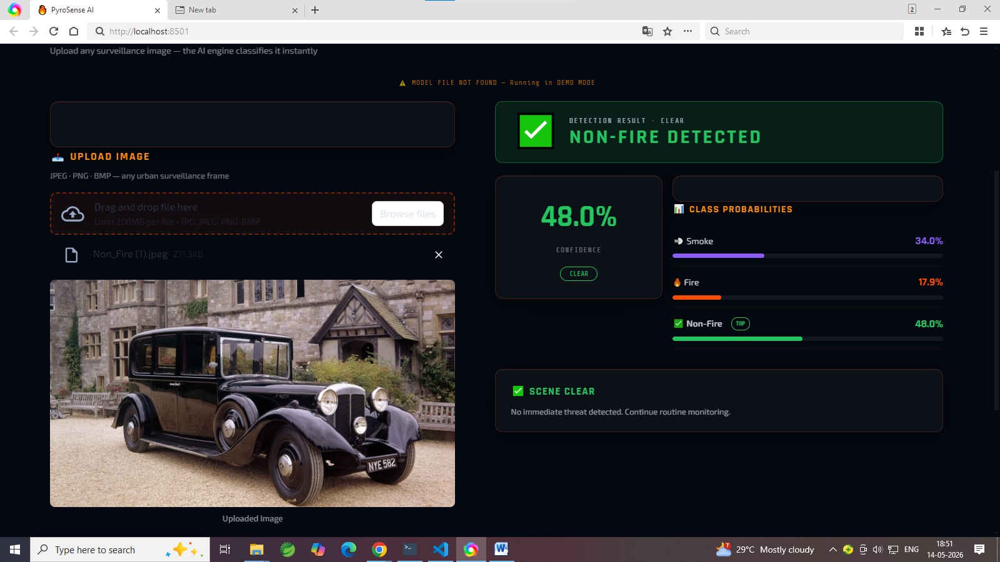 PyroSense AI
New tab
2
http://localhost:8501
Search
Upload any surveillance image — the AI engine classifies it instantly
MODEL FILE NOT FOUND — Running in DEMO MODE
UPLOAD IMAGE
JPEG · PNG · BMP — any urban surveillance frame
Drag and drop file here
Limit 200MB per file • JPG, JPEG, PNG, BMP
Browse files
Non_Fire (1).jpeg 271.3KB
NYE 582
Uploaded Image
DETECTION RESULT · CLEAR
NON-FIRE DETECTED
48.0%
CONFIDENCE
CLEAR
CLASS PROBABILITIES
Smoke 34.0%
Fire 17.9%
Non-Fire TOP 48.0%
SCENE CLEAR
No immediate threat detected. Continue routine monitoring.
Type here to search
7
29°C Mostly cloudy
ENG
18:51
14-05-2026